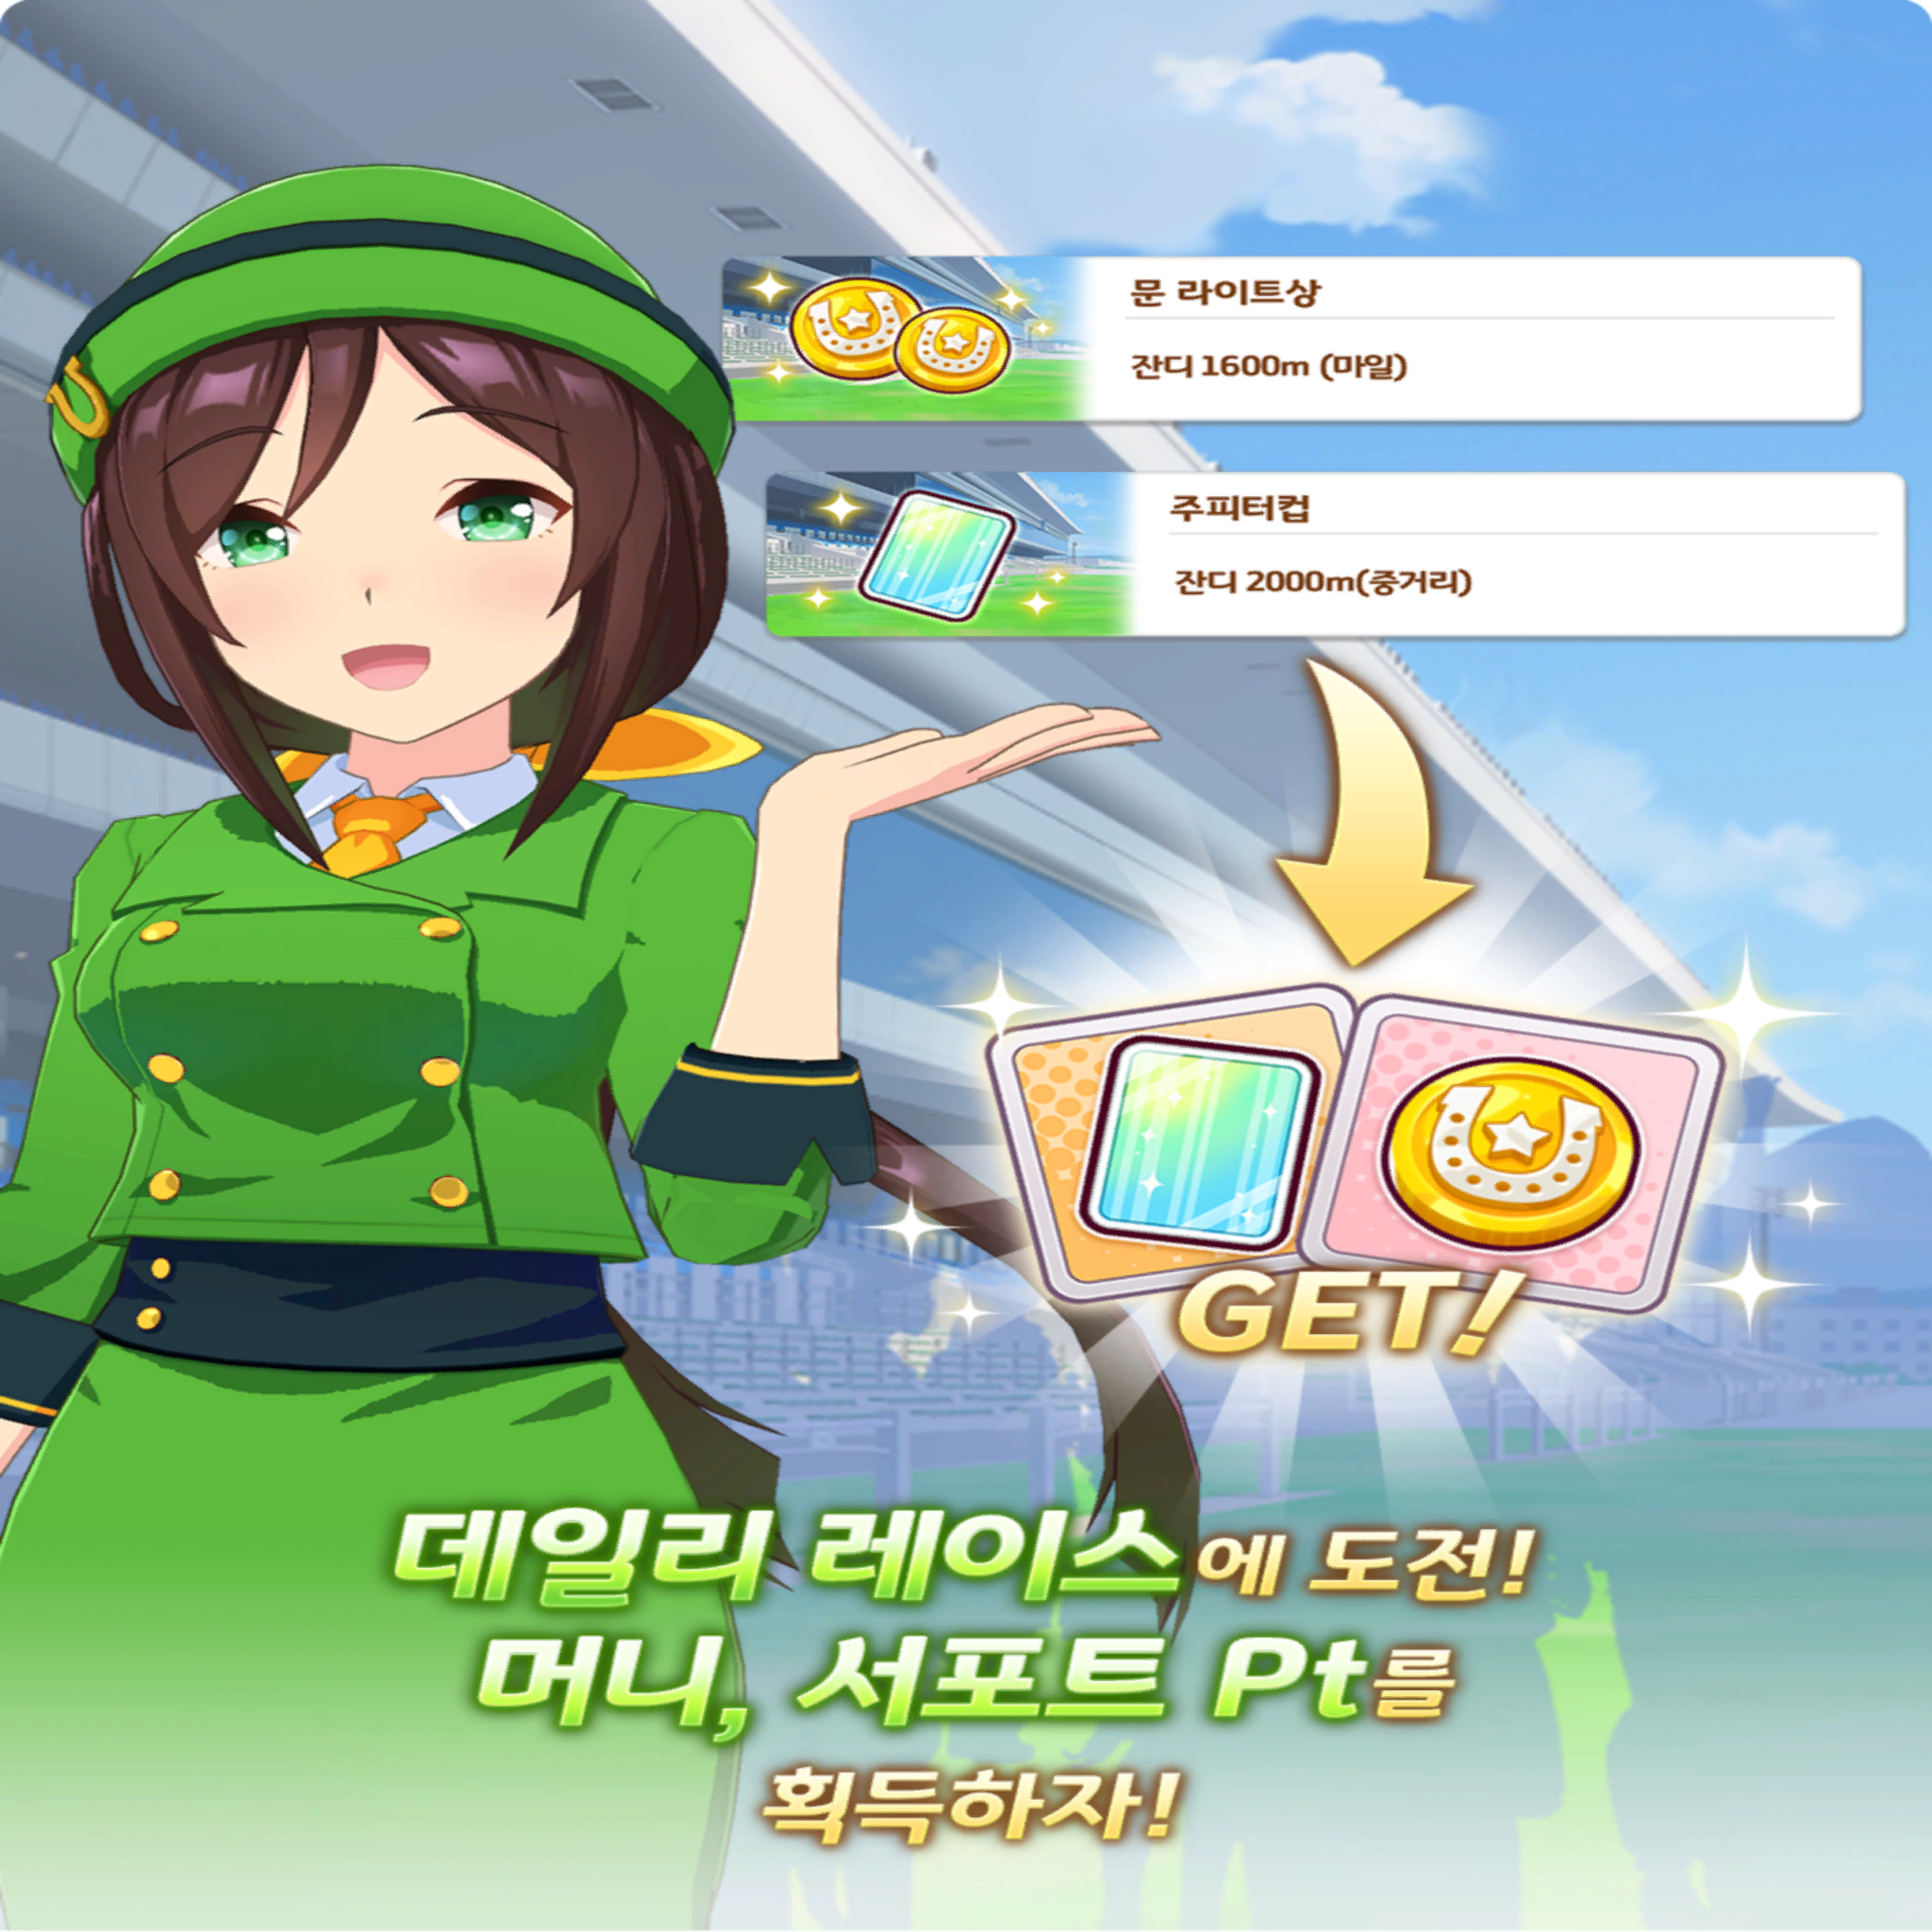 문 라이트상
잔디 1600m (마일)
주피터컵
잔디 2000m(중거리)
GET!
데일리 레이스에 도전!
머니, 서포트 Pt를
획득하자!